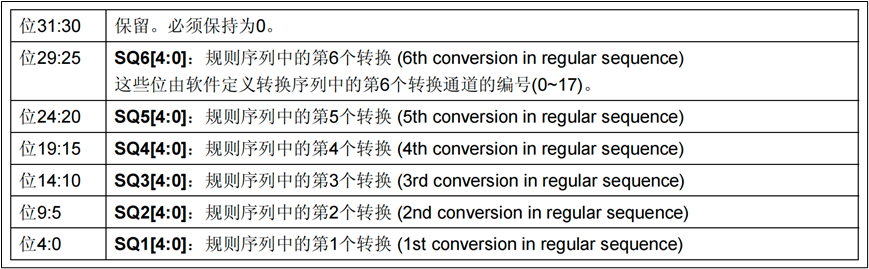 位31:30 保留。必须保持为0。
位29:25 SQ6[4:0]：规则序列中的第6个转换 (6th conversion in regular sequence)
这些位由软件定义转换序列中的第6个转换通道的编号(0~17)。
位24:20 SQ5[4:0]：规则序列中的第5个转换 (5th conversion in regular sequence)
位19:15 SQ4[4:0]：规则序列中的第4个转换 (4th conversion in regular sequence)
位14:10 SQ3[4:0]：规则序列中的第3个转换 (3rd conversion in regular sequence)
位9:5 SQ2[4:0]：规则序列中的第2个转换 (2nd conversion in regular sequence)
位4:0 SQ1[4:0]：规则序列中的第1个转换 (1st conversion in regular sequence)